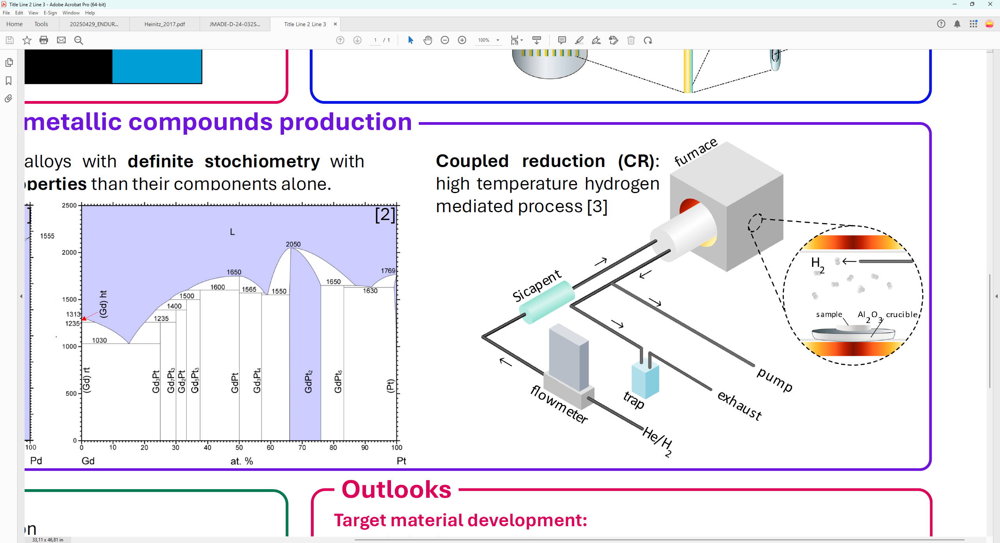 Title Line 2 Line 3 - Adobe Acrobat Pro (64-bit)
File Edit View E-Sign Window Help
Home Tools 20250429_ENDUR... Heinitz_2017.pdf JMADE-D-24-0325... Title Line 2 Line 3
1 / 1 100%
metallic compounds production
alloys with definite stochiometry with
operties than their components alone.
Coupled reduction (CR):
high temperature hydrogen
mediated process [3]
]
1555
100
Pd
[2]
2500
2000
1500
1313
1235
1000
500
0
L
2050
1769
1650
1650
1630
1600
1565
1550
1500
1400
1235
1030
(Gd) ht
(Gd) rt
Gd3Pt
Gd7Pt3
Gd2Pt
Gd5Pt3
GdPt
Gd3Pt4
GdPt2
GdPt5
(Pt)
0 10 20 30 40 50 60 70 80 90 100
Gd at. % Pt
furnace
Sicapent
flowmeter
trap
pump
exhaust
He/H2
H2
sample
Al2O3 crucible
Outlooks
Target material development:
on
33,11 x 46,81 in